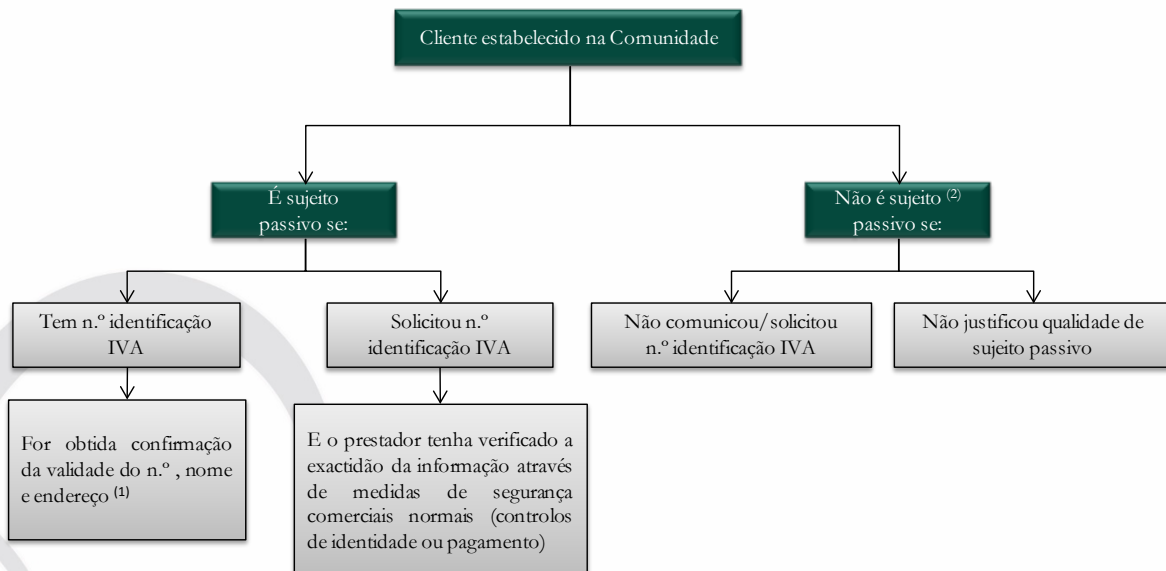 Cliente estabelecido na Comunidade
É sujeito
passivo se:
Não é sujeito (2)
passivo se:
Tem n.º identificação
IVA
Solicitou n.º
identificação IVA
Não comunicou/solicitou
n.º identificação IVA
Não justificou qualidade de
sujeito passivo
For obtida confirmação
da validade do n.º , nome
e endereço (1)
E o prestador tenha verificado a
exactidão da informação através
de medidas de segurança
comerciais normais (controlos
de identidade ou pagamento)